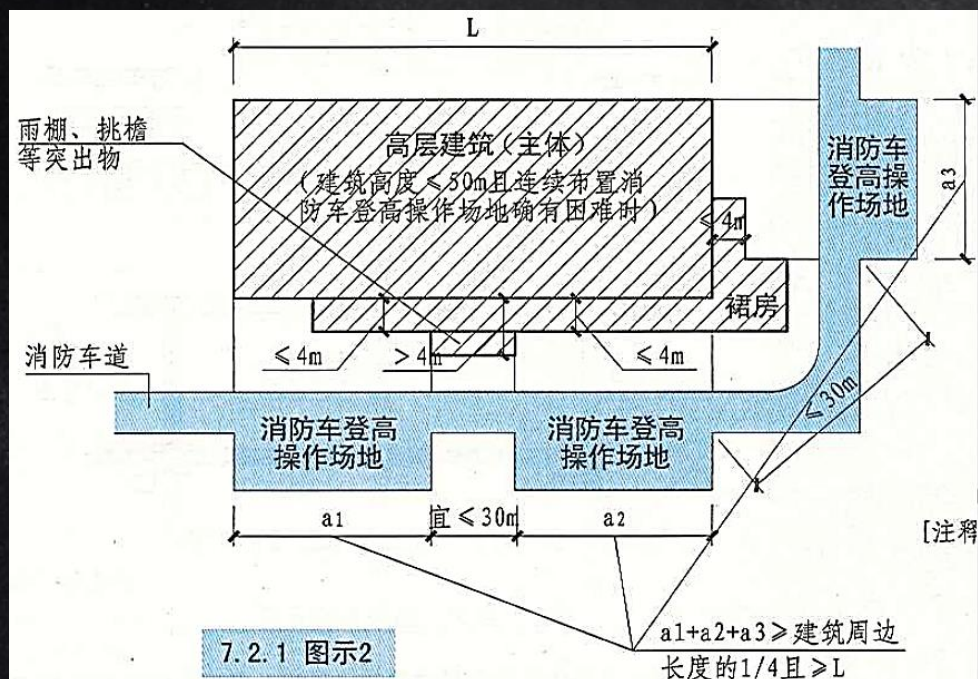 L
雨棚、挑檐
等突出物
高层建筑(主体)
(建筑高度≤50m且连续布置消
防车登高操作场地确有困难时)
消防车
登高操
作场地
a3
≤4m
裙房
≤4m
>4m
≤4m
消防车道
≤30m
消防车登高
操作场地
消防车登高
操作场地
a1
宜≤30m
a2
[注释
a1+a2+a3≥建筑周边
长度的1/4且≥L
7.2.1 图示2